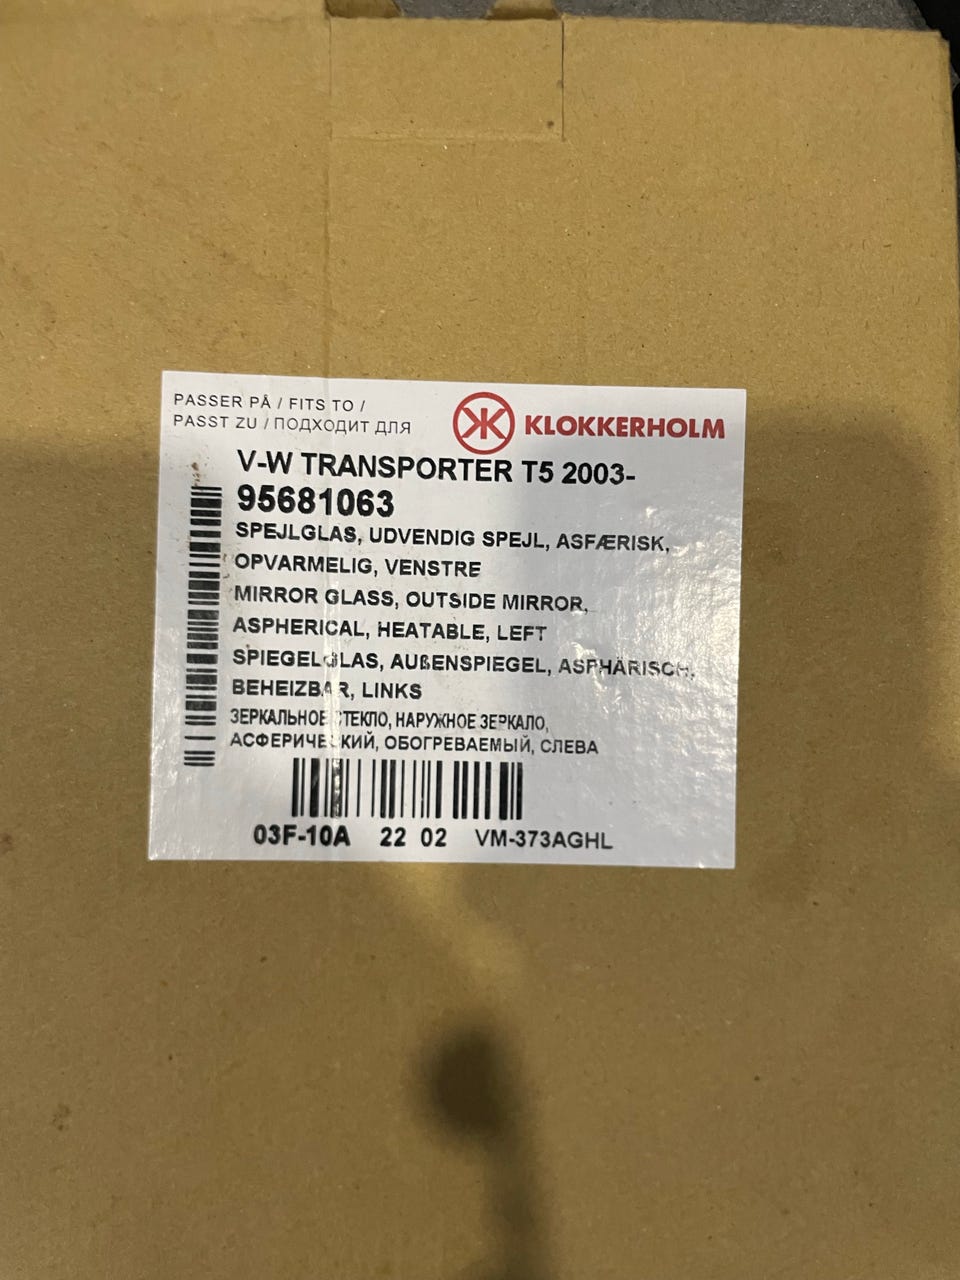 PASSER PÅ / FITS TO /
PASST ZU / ПОДХОДИТ ДЛЯ
KLOKKERHOLM
V-W TRANSPORTER T5 2003-
95681063
SPEJLGLAS, UDVENDIG SPEJL, ASFÆRISK,
OPVARMELIG, VENSTRE
MIRROR GLASS, OUTSIDE MIRROR,
ASPHERICAL, HEATABLE, LEFT
SPIEGELGLAS, AUßENSPIEGEL, ASPHÄRISCH,
BEHEIZBAR, LINKS
ЗЕРКАЛЬНОЕ СТЕКЛО, НАРУЖНОЕ ЗЕРКАЛО,
АСФЕРИЧЕСКИЙ, ОБОГРЕВАЕМЫЙ, СЛЕВА
03F-10A 22 02 VM-373AGHL